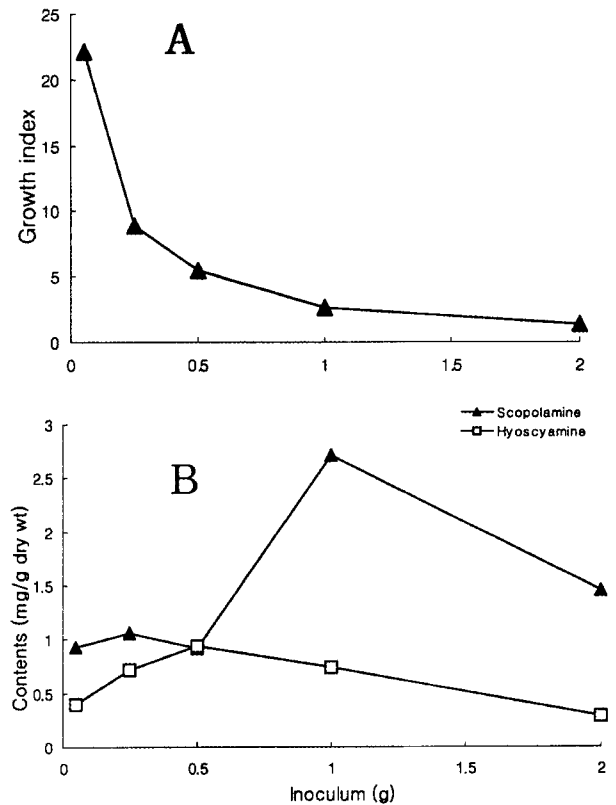 A
Growth index
25
20
15
10
5
0
0 0.5 1 1.5 2
Scopolamine
Hyoscyamine
B
Contents (mg/g dry wt)
3
2.5
2
1.5
1
0.5
0
0 0.5 1 1.5 2
Inoculum (g)